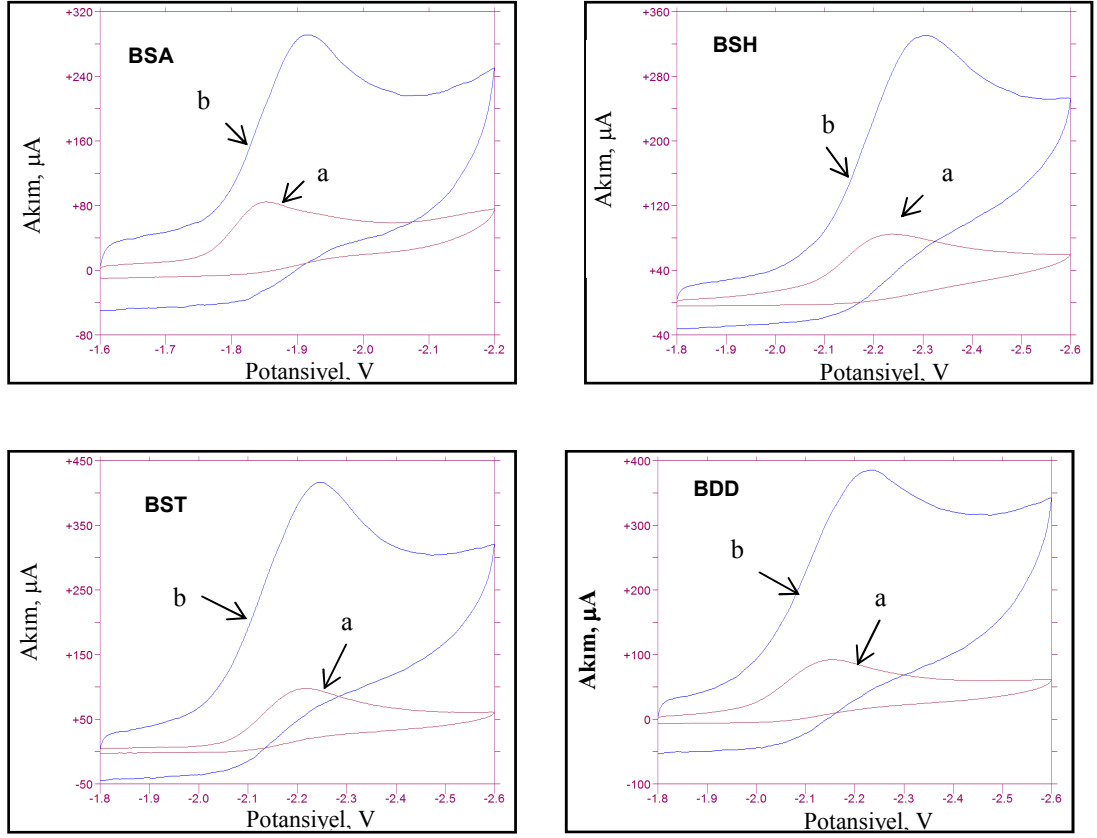 +320
BSA
+240
b
+160
a
+80
0
-80
Akım, µA
-1.6 -1.7 -1.8 -1.9 -2.0 -2.1 -2.2
Potansiyel, V
+360
BSH
+280
b
+200
a
+120
+40
-40
Akım, µA
-1.8 -1.9 -2.0 -2.1 -2.2 -2.3 -2.4 -2.5 -2.6
Potansiyel, V
+450
BST
+350
+250
b
a
+150
+50
-50
Akım, µA
-1.8 -1.9 -2.0 -2.1 -2.2 -2.3 -2.4 -2.5 -2.6
Potansiyel, V
+400
BDD
+300
b
+200
a
+100
0
-100
Akım, µA
-1.8 -1.9 -2.0 -2.1 -2.2 -2.3 -2.4 -2.5 -2.6
Potansiyel, V